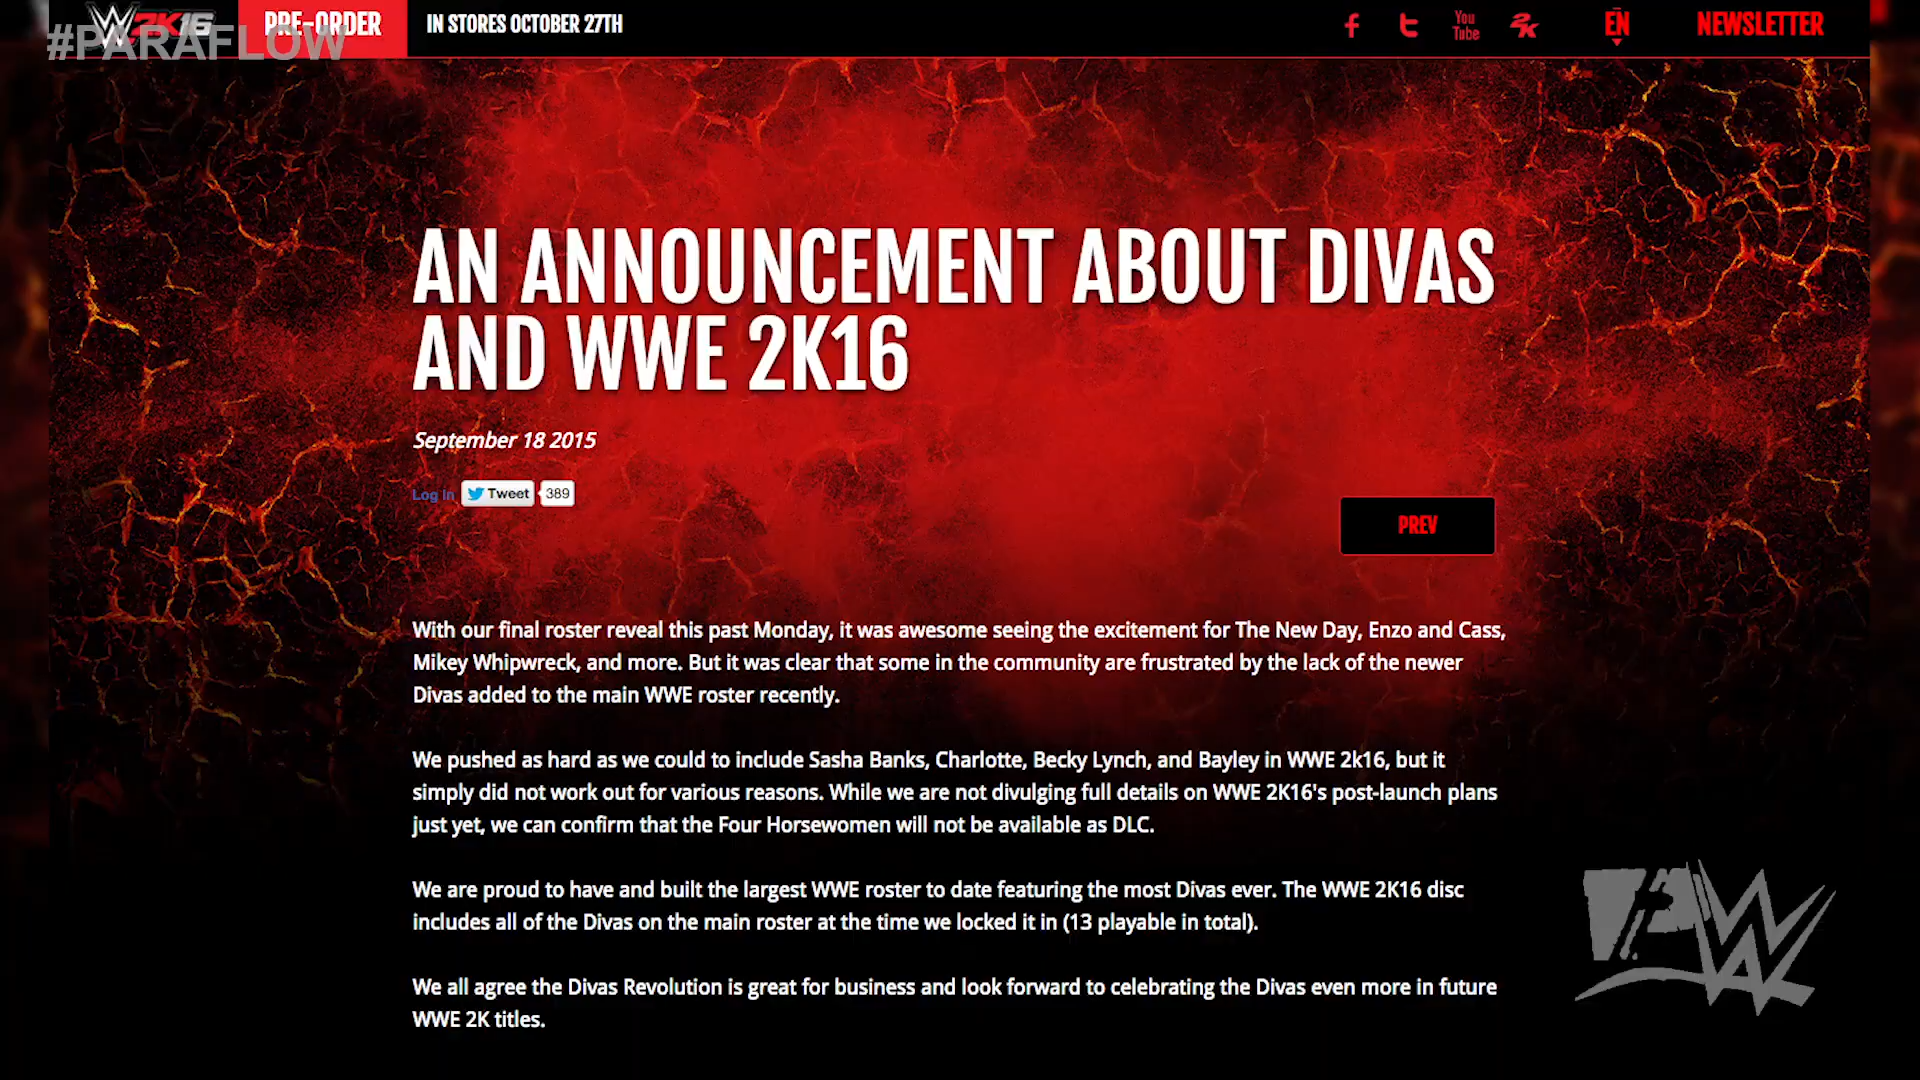 W 2K16 PRE-ORDER IN STORES OCTOBER 27TH You Tube 2K EN NEWSLETTER
#PARAFLOW
AN ANNOUNCEMENT ABOUT DIVAS
AND WWE 2K16
September 18 2015
Log In Tweet 389
PREV
With our final roster reveal this past Monday, it was awesome seeing the excitement for The New Day, Enzo and Cass,
Mikey Whipwreck, and more. But it was clear that some in the community are frustrated by the lack of the newer
Divas added to the main WWE roster recently.
We pushed as hard as we could to include Sasha Banks, Charlotte, Becky Lynch, and Bayley in WWE 2k16, but it
simply did not work out for various reasons. While we are not divulging full details on WWE 2K16's post-launch plans
just yet, we can confirm that the Four Horsewomen will not be available as DLC.
We are proud to have and built the largest WWE roster to date featuring the most Divas ever. The WWE 2K16 disc
includes all of the Divas on the main roster at the time we locked it in (13 playable in total).
We all agree the Divas Revolution is great for business and look forward to celebrating the Divas even more in future
WWE 2K titles.